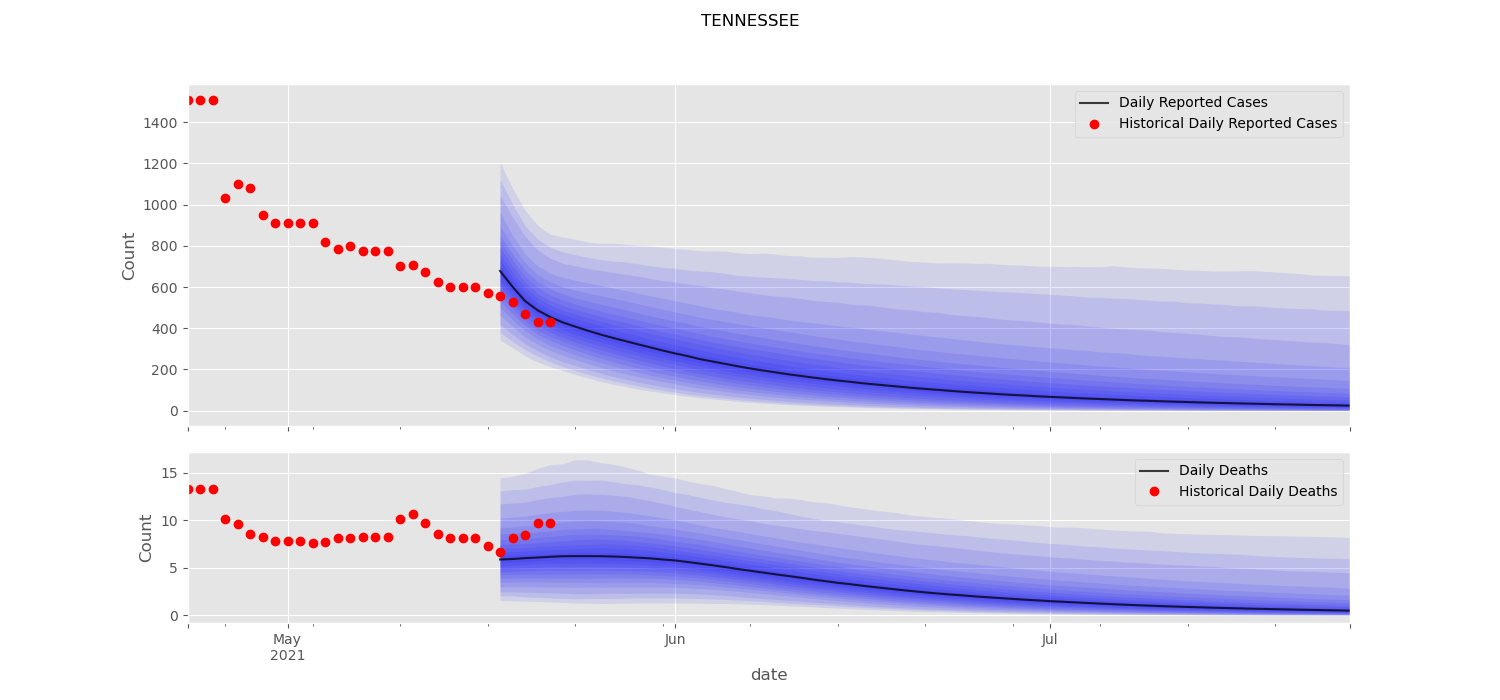 TENNESSEE
Daily Reported Cases
Historical Daily Reported Cases
1400
1200
1000
800
600
400
200
0
Count
Daily Deaths
Historical Daily Deaths
15
10
5
0
Count
May
2021
Jun
Jul
date